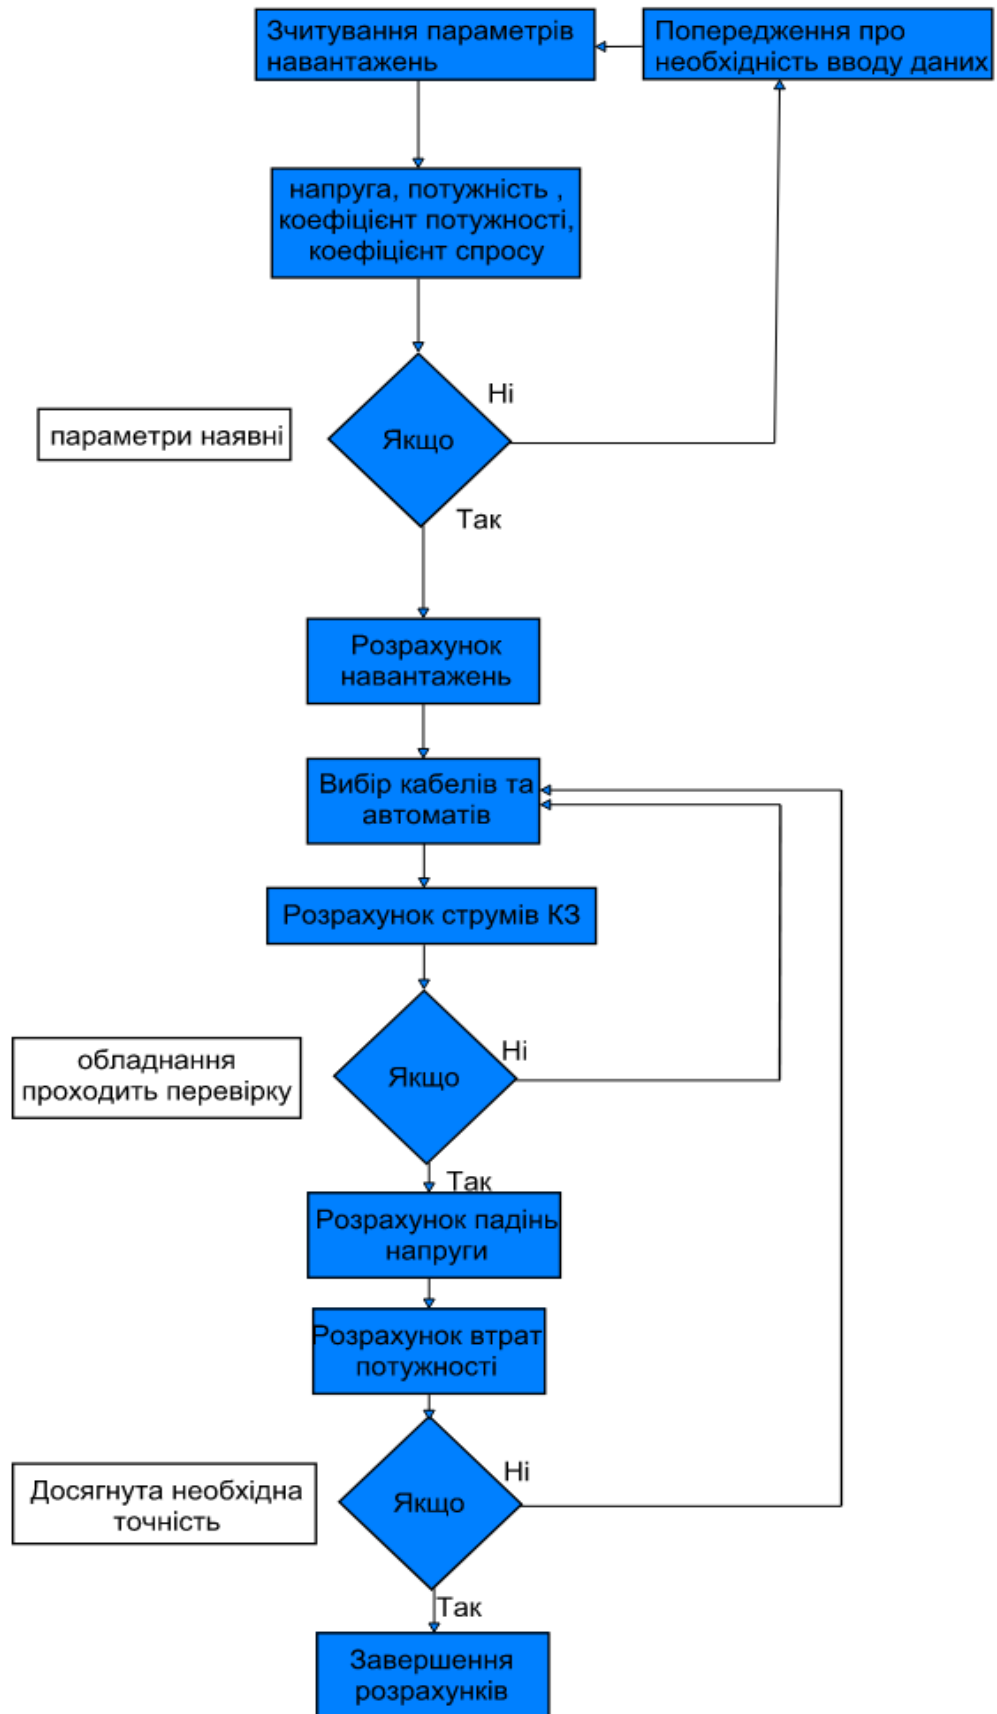 Зчитування параметрів
навантажень
Попередження про
необхідність вводу даних
напруга, потужність ,
коефіцієнт потужності,
коефіцієнт спросу
Ні
параметри наявні
Якщо
Так
Розрахунок
навантажень
Вибір кабелів та
автоматів
Розрахунок струмів КЗ
обладнання
проходить перевірку
Ні
Якщо
Так
Розрахунок падінь
напруги
Розрахунок втрат
потужності
Досягнута необхідна
точність
Ні
Якщо
Так
Завершення
розрахунків